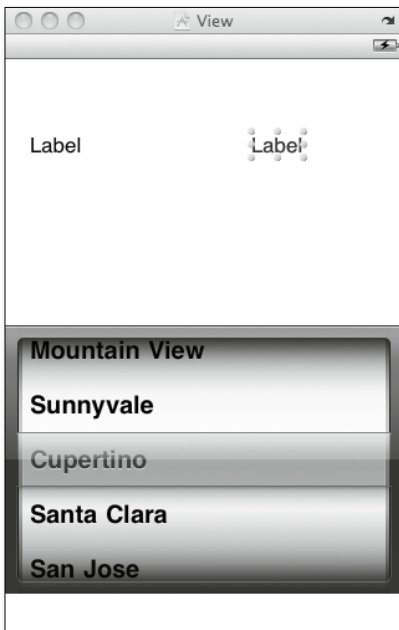 View
Label Label
Mountain View
Sunnyvale
Cupertino
Santa Clara
San Jose